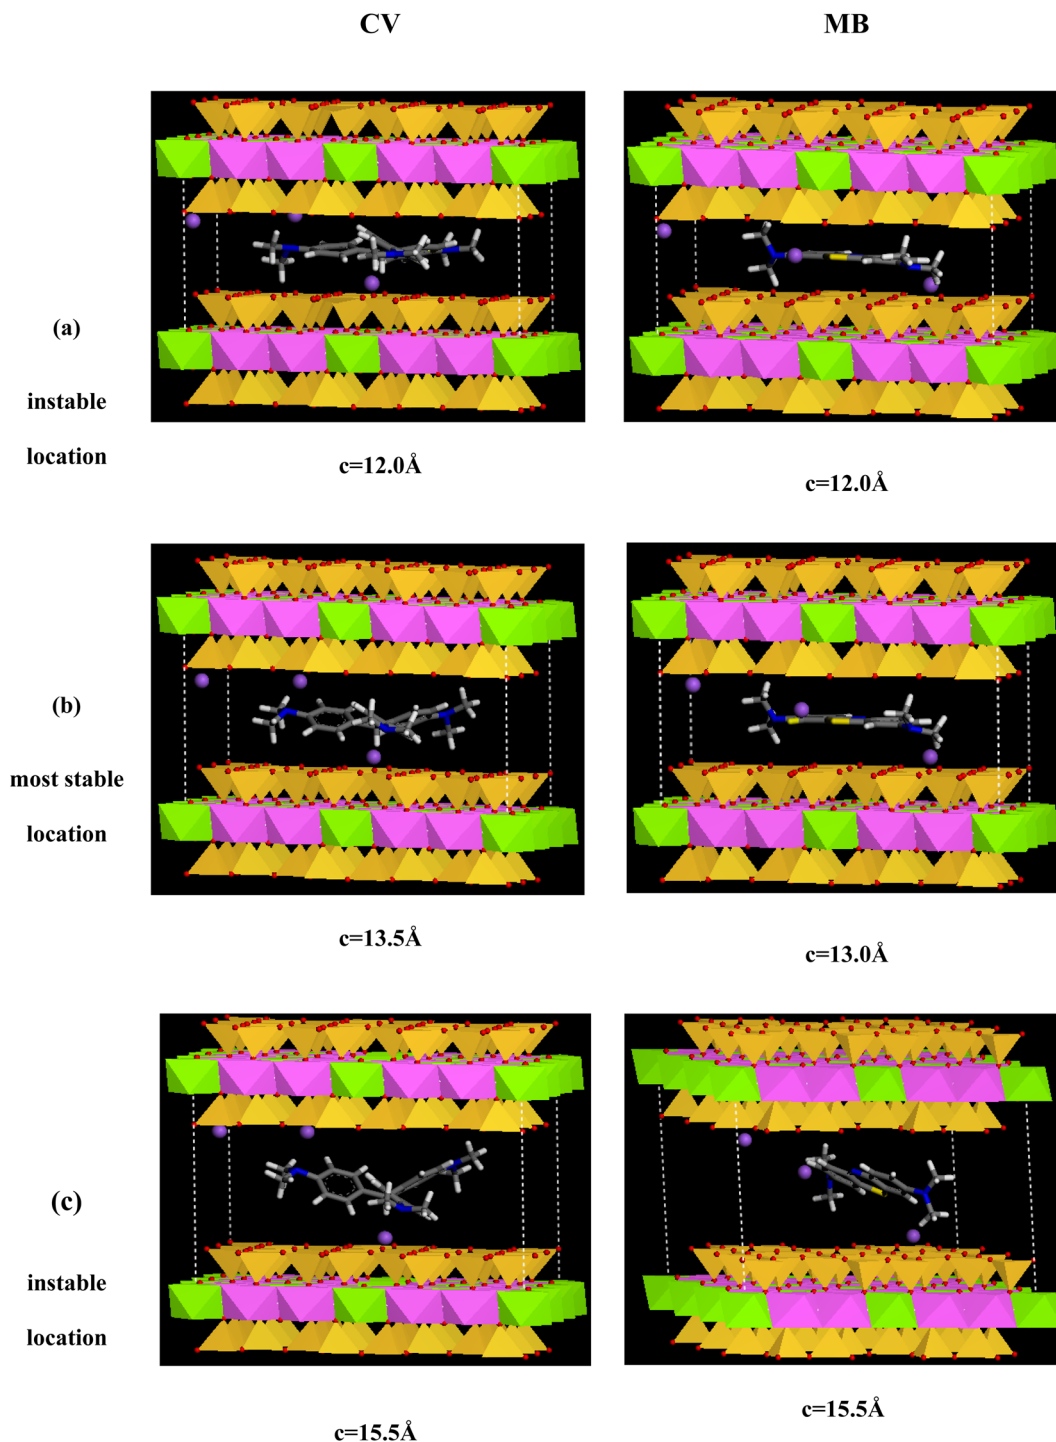 CV MB
(a)
instable
location
c=12.0Å
c=12.0Å
(b)
most stable
location
c=13.5Å
c=13.0Å
(c)
instable
location
c=15.5Å
c=15.5Å